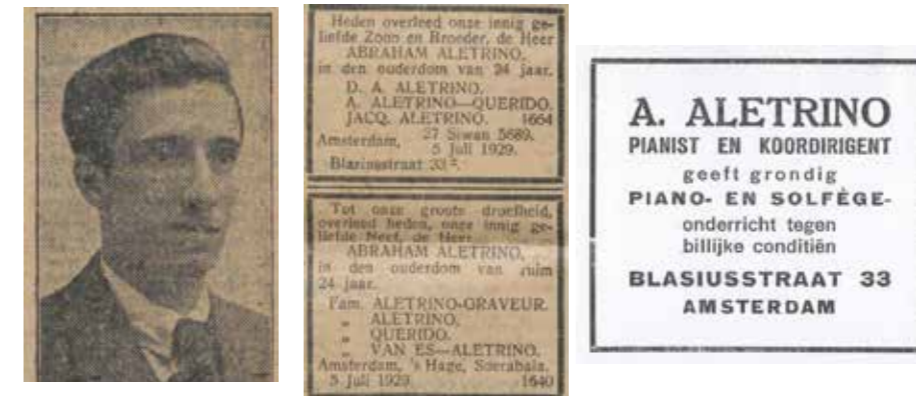 Heden overleed onze innig ge-
liefde Zoon en Broeder, de Heer
ABRAHAM ALETRINO,
in den ouderdom van 24 jaar.
D. A. ALETRINO.
A. ALETRINO—QUERIDO.
JACQ. ALETRINO. 1664
Amsterdam, 27 Siwan 5689.
5 Juli 1929.
Blasiusstraat 33
Tot onze groote droefheid,
overleed heden, onze innig ge-
liefde Neef, de Heer
ABRAHAM ALETRINO,
in den ouderdom van ruim
24 jaar.
Fam. ALETRINO-GRAVEUR.
„ ALETRINO.
„ QUERIDO.
„ VAN ES—ALETRINO.
Amsterdam, 's Hage, Soerabaia.
5 Juli 1929 1640
A. ALETRINO
PIANIST EN KOORDIRIGENT
geeft grondig
PIANO- EN SOLFÈGE-
onderricht tegen
billijke conditiën
BLASIUSSTRAAT 33
AMSTERDAM